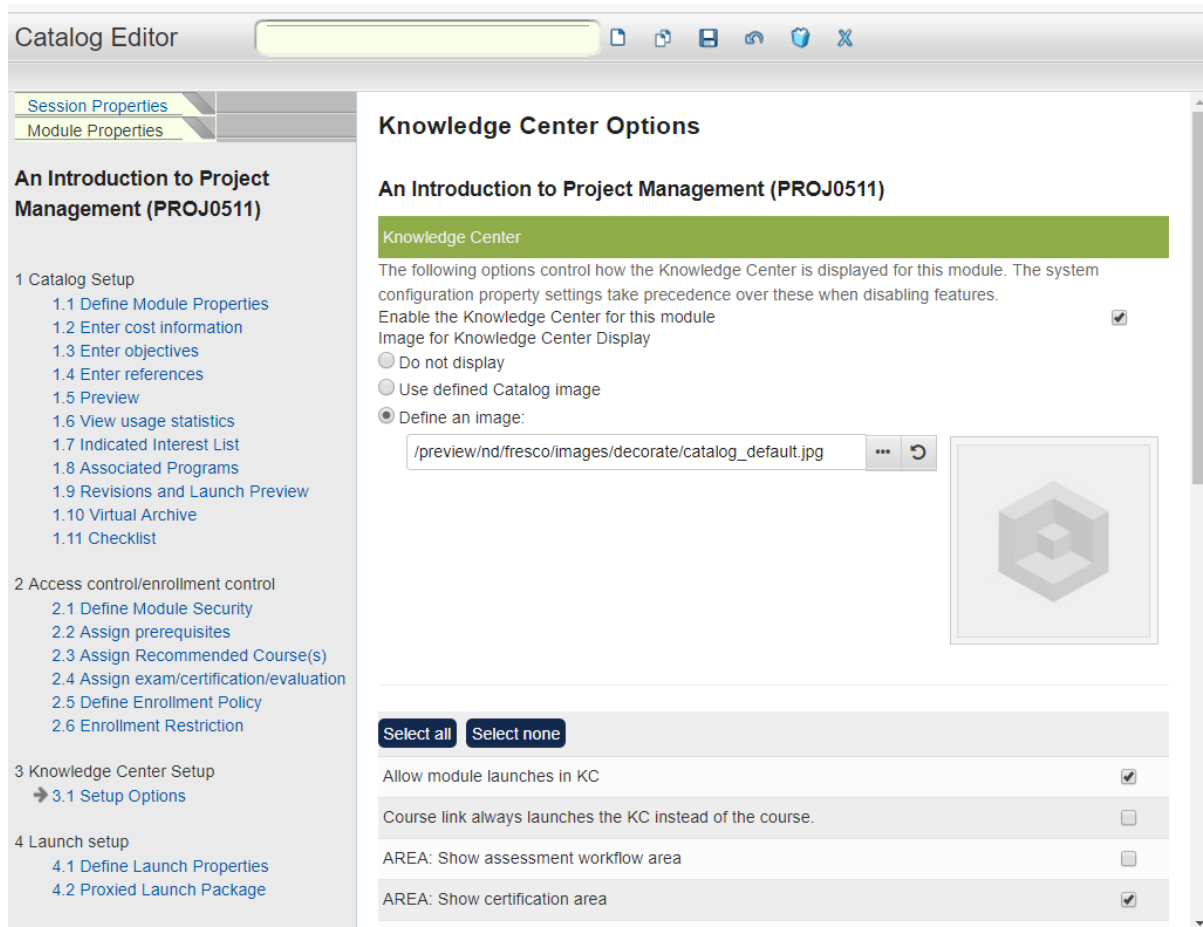 Catalog Editor
Session Properties
Module Properties
An Introduction to Project
Management (PROJ0511)
1 Catalog Setup
1.1 Define Module Properties
1.2 Enter cost information
1.3 Enter objectives
1.4 Enter references
1.5 Preview
1.6 View usage statistics
1.7 Indicated Interest List
1.8 Associated Programs
1.9 Revisions and Launch Preview
1.10 Virtual Archive
1.11 Checklist
2 Access control/enrollment control
2.1 Define Module Security
2.2 Assign prerequisites
2.3 Assign Recommended Course(s)
2.4 Assign exam/certification/evaluation
2.5 Define Enrollment Policy
2.6 Enrollment Restriction
3 Knowledge Center Setup
3.1 Setup Options
4 Launch setup
4.1 Define Launch Properties
4.2 Proxied Launch Package
Knowledge Center Options
An Introduction to Project Management (PROJ0511)
Knowledge Center
The following options control how the Knowledge Center is displayed for this module. The system
configuration property settings take precedence over these when disabling features.
Enable the Knowledge Center for this module
Image for Knowledge Center Display
Do not display
Use defined Catalog image
Define an image:
/preview/nd/fresco/images/decorate/catalog_default.jpg
Select all Select none
Allow module launches in KC
Course link always launches the KC instead of the course.
AREA: Show assessment workflow area
AREA: Show certification area